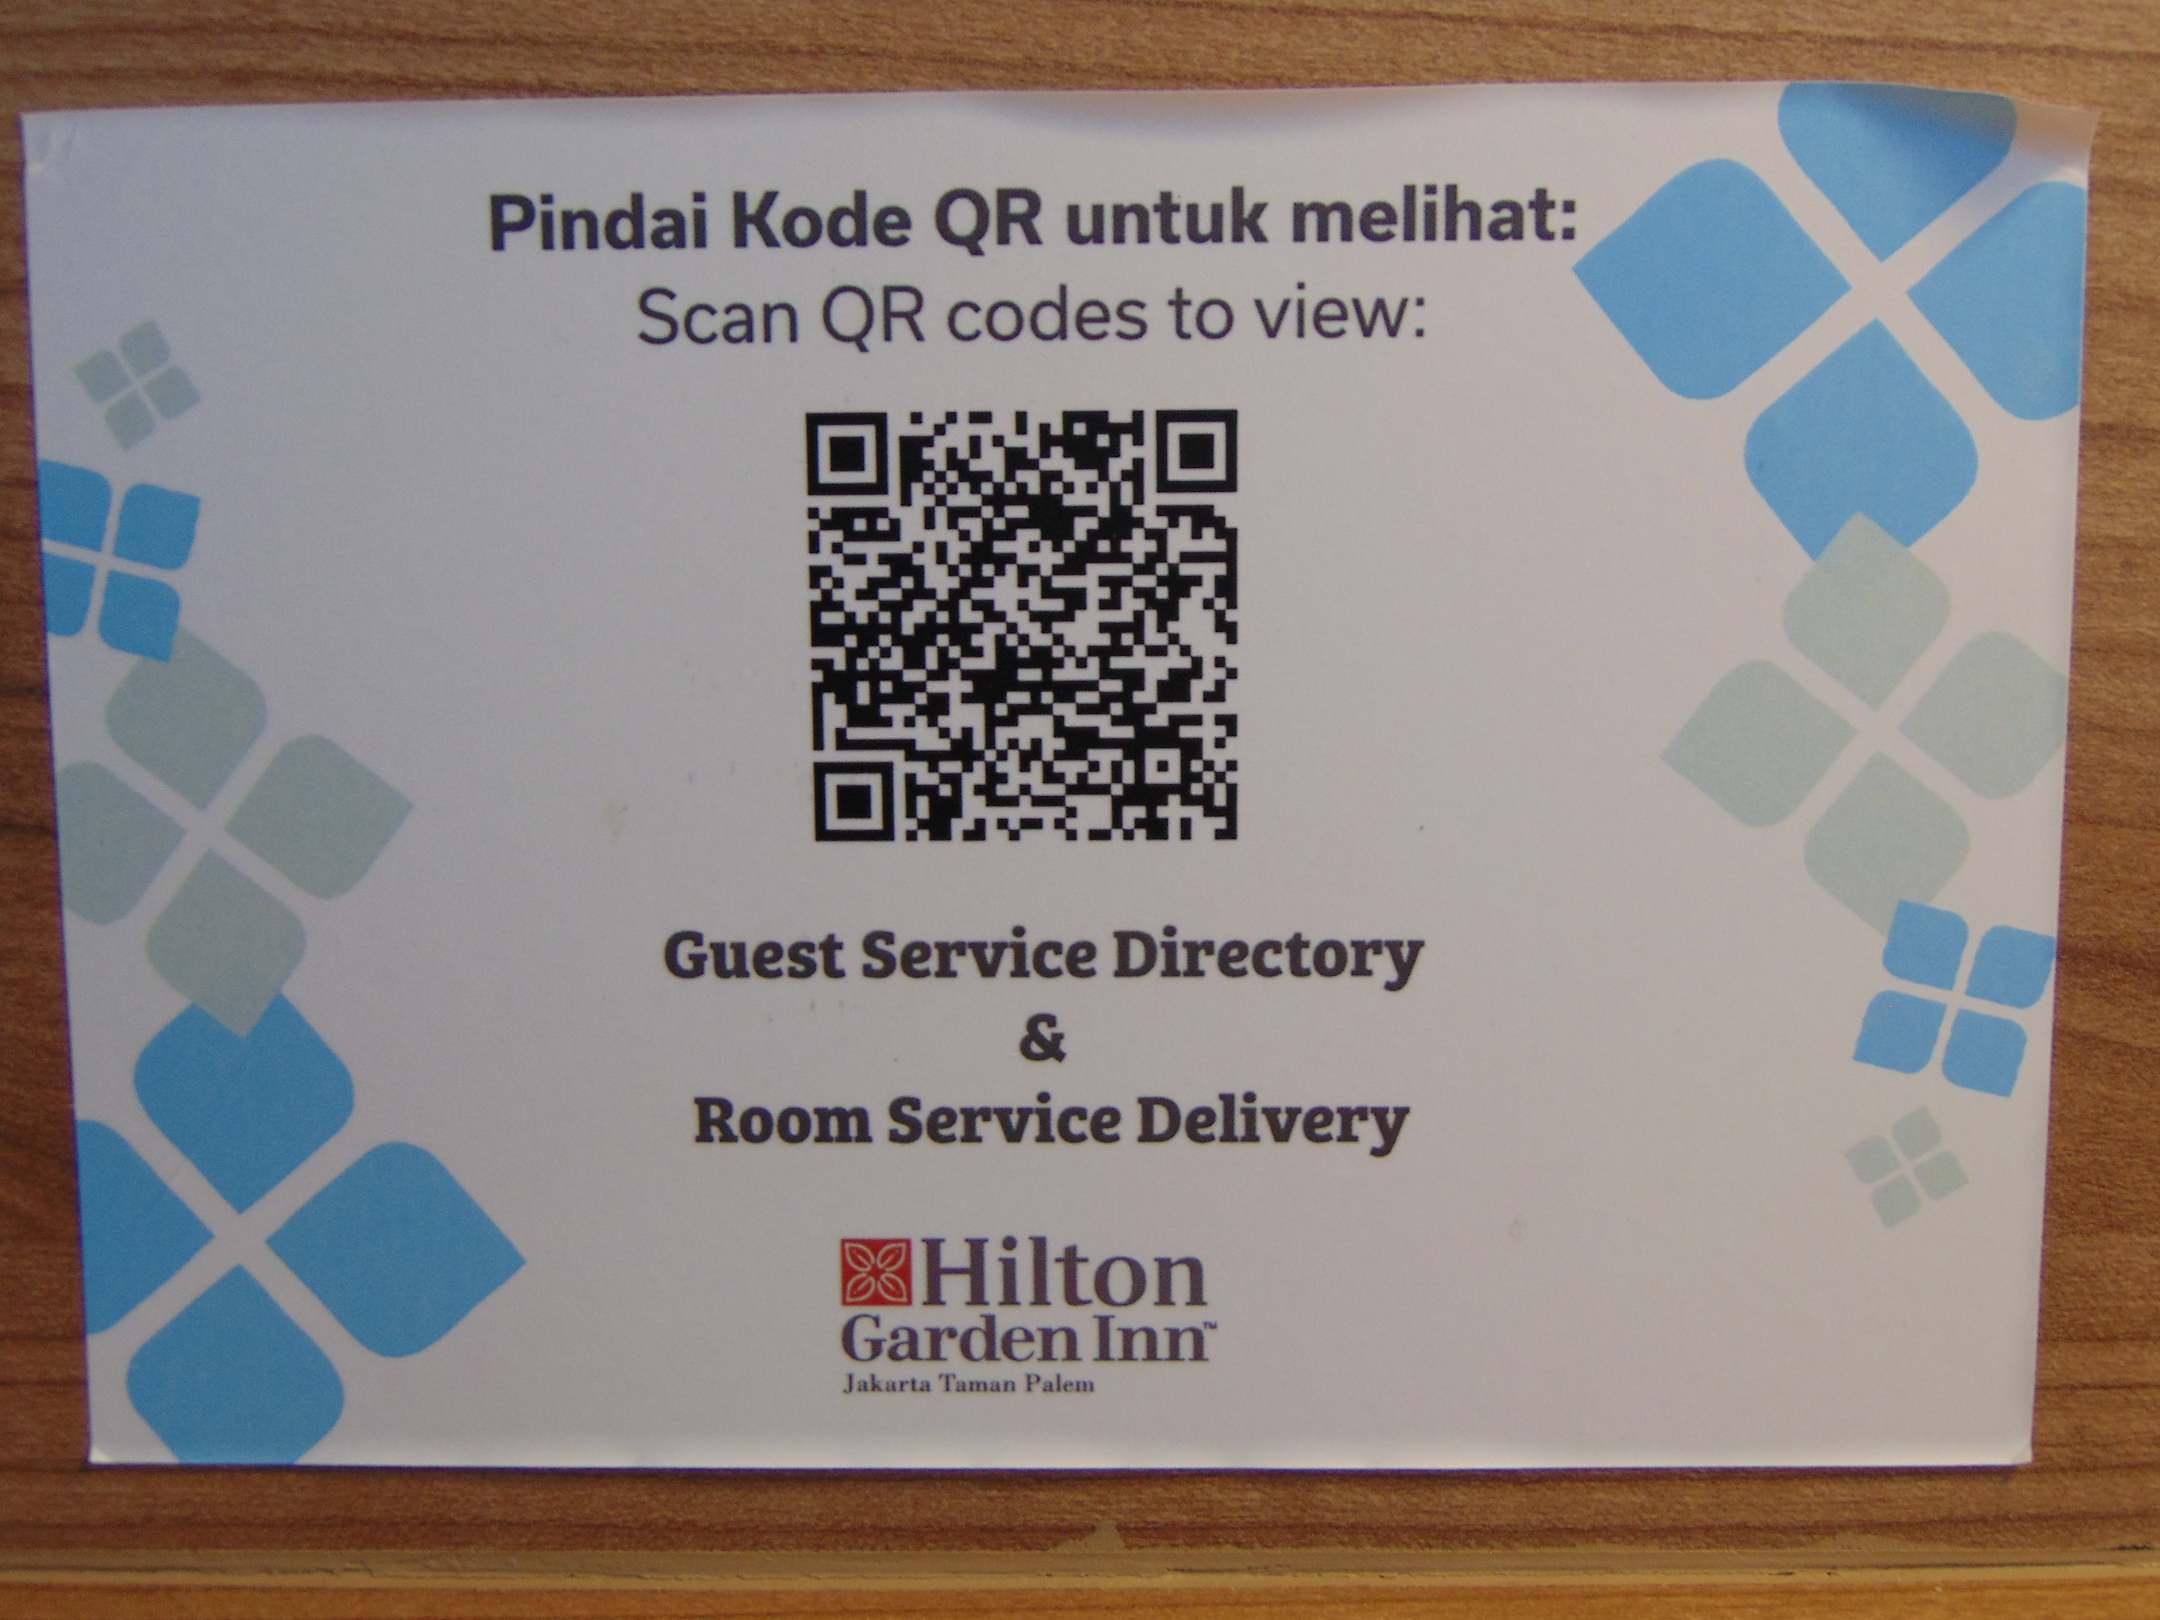 Pindai Kode QR untuk melihat:
Scan QR codes to view:
Guest Service Directory
&
Room Service Delivery
Hilton
Garden Inn™
Jakarta Taman Palem